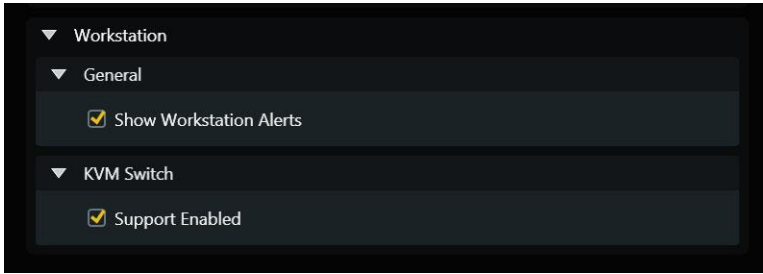 Workstation
General
Show Workstation Alerts
KVM Switch
Support Enabled